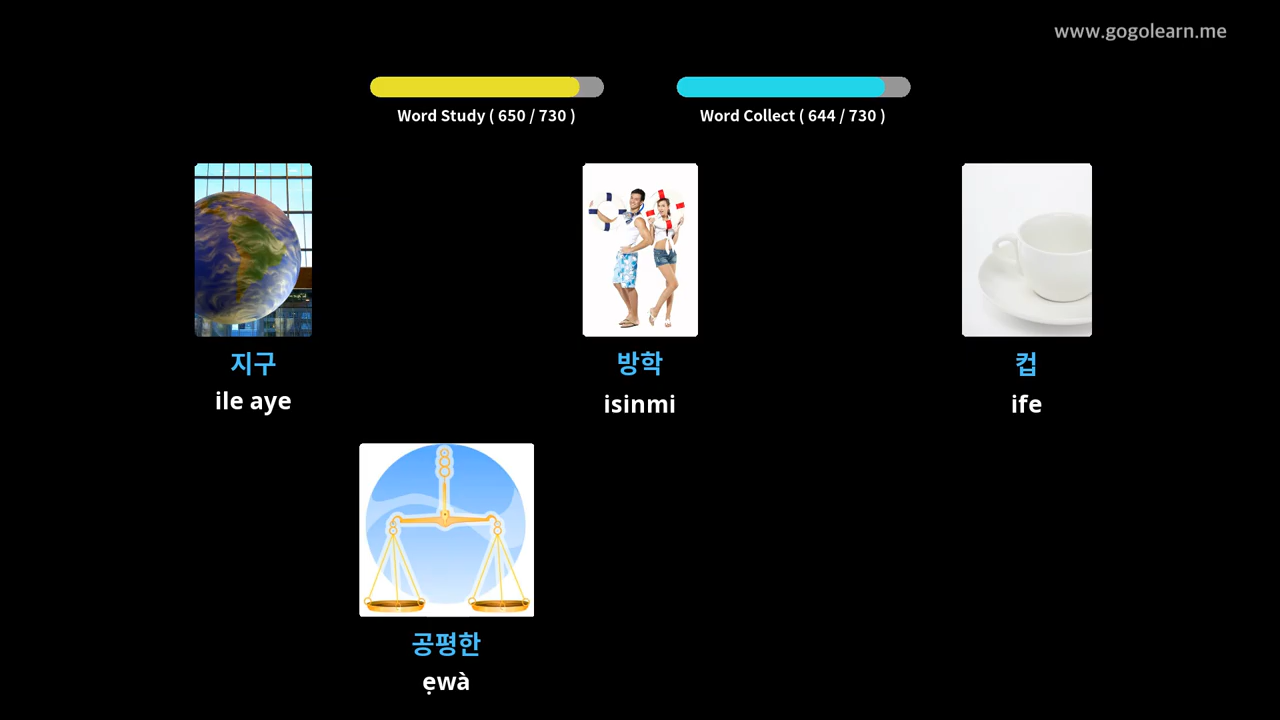 www.gogolearn.me
Word Study ( 650 / 730 )
Word Collect ( 644 / 730 )
지구
ile aye
방학
isinmi
컵
ife
공평한
ẹwà